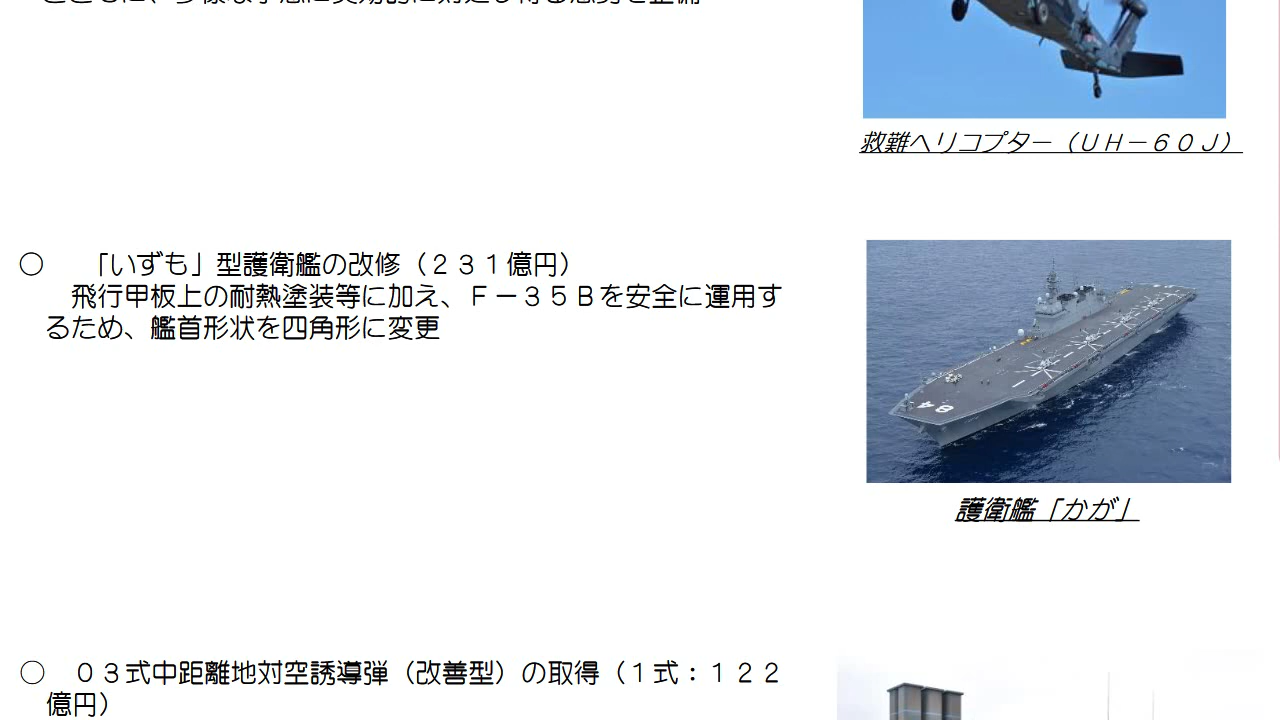 救難ヘリコプター（ＵＨ－６０Ｊ）
○　「いずも」型護衛艦の改修（２３１億円）
飛行甲板上の耐熱塗装等に加え、Ｆ－３５Ｂを安全に運用す
るため、艦首形状を四角形に変更
84
護衛艦「かが」
○　０３式中距離地対空誘導弾（改善型）の取得（１式：１２２
億円）